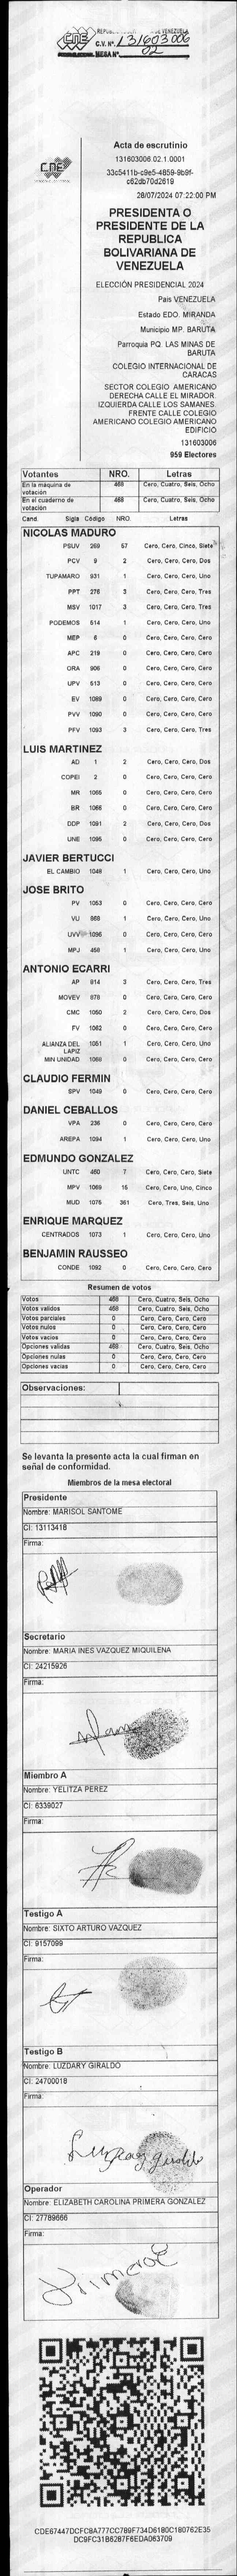 CNE
C.V. Nº. 131603006
MESA Nº. 02
CNE
Acta de escrutinio
131603006.02.1.0001
33c5411b-c9e5-4859-9b9f-
c62db70d2619
28/07/2024 07:22:00 PM
PRESIDENTA O
PRESIDENTE DE LA
REPUBLICA
BOLIVARIANA DE
VENEZUELA
ELECCIÓN PRESIDENCIAL 2024
Pais VENEZUELA
Estado EDO. MIRANDA
Municipio MP. BARUTA
Parroquia PQ. LAS MINAS DE
BARUTA
COLEGIO INTERNACIONAL DE
CARACAS
SECTOR COLEGIO AMERICANO
DERECHA CALLE EL MIRADOR.
IZQUIERDA CALLE LOS SAMANES.
FRENTE CALLE COLEGIO
AMERICANO COLEGIO AMERICANO
EDIFICIO
131603006
959 Electores
Votantes NRO. Letras
En la maquina de votación 468 Cero, Cuatro, Seis, Ocho
En el cuaderno de votación 468 Cero, Cuatro, Seis, Ocho
Cand. Sigla Código NRO. Letras
NICOLAS MADURO
PSUV 269 57 Cero, Cero, Cinco, Siete
PCV 9 2 Cero, Cero, Cero, Dos
TUPAMARO 931 1 Cero, Cero, Cero, Uno
PPT 276 3 Cero, Cero, Cero, Tres
MSV 1017 3 Cero, Cero, Cero, Tres
PODEMOS 514 1 Cero, Cero, Cero, Uno
MEP 6 0 Cero, Cero, Cero, Cero
APC 219 0 Cero, Cero, Cero, Cero
ORA 906 0 Cero, Cero, Cero, Cero
UPV 513 0 Cero, Cero, Cero, Cero
EV 1089 0 Cero, Cero, Cero, Cero
PVV 1090 0 Cero, Cero, Cero, Cero
PFV 1093 3 Cero, Cero, Cero, Tres
LUIS MARTINEZ
AD 1 2 Cero, Cero, Cero, Dos
COPEI 2 0 Cero, Cero, Cero, Cero
MR 1065 0 Cero, Cero, Cero, Cero
BR 1066 0 Cero, Cero, Cero, Cero
DDP 1091 2 Cero, Cero, Cero, Dos
UNE 1095 0 Cero, Cero, Cero, Cero
JAVIER BERTUCCI
EL CAMBIO 1048 1 Cero, Cero, Cero, Uno
JOSE BRITO
PV 1053 0 Cero, Cero, Cero, Cero
VU 868 1 Cero, Cero, Cero, Uno
UVV 1096 0 Cero, Cero, Cero, Cero
MPJ 458 1 Cero, Cero, Cero, Uno
ANTONIO ECARRI
AP 914 3 Cero, Cero, Cero, Tres
MOVEV 878 0 Cero, Cero, Cero, Cero
CMC 1050 2 Cero, Cero, Cero, Dos
FV 1062 0 Cero, Cero, Cero, Cero
ALIANZA DEL LAPIZ 1051 1 Cero, Cero, Cero, Uno
MIN UNIDAD 1068 0 Cero, Cero, Cero, Cero
CLAUDIO FERMIN
SPV 1049 0 Cero, Cero, Cero, Cero
DANIEL CEBALLOS
VPA 236 0 Cero, Cero, Cero, Cero
AREPA 1094 1 Cero, Cero, Cero, Uno
EDMUNDO GONZALEZ
UNTC 460 7 Cero, Cero, Cero, Siete
MPV 1069 15 Cero, Cero, Uno, Cinco
MUD 1075 361 Cero, Tres, Seis, Uno
ENRIQUE MARQUEZ
CENTRADOS 1073 1 Cero, Cero, Cero, Uno
BENJAMIN RAUSSEO
CONDE 1092 0 Cero, Cero, Cero, Cero
Resumen de votos
Votos 468 Cero, Cuatro, Seis, Ocho
Votos validos 468 Cero, Cuatro, Seis, Ocho
Votos parciales 0 Cero, Cero, Cero, Cero
Votos nulos 0 Cero, Cero, Cero, Cero
Votos vacios 0 Cero, Cero, Cero, Cero
Opciones validas 468 Cero, Cuatro, Seis, Ocho
Opciones nulas 0 Cero, Cero, Cero, Cero
Opciones vacias 0 Cero, Cero, Cero, Cero
Observaciones:
Se levanta la presente acta la cual firman en
señal de conformidad.
Miembros de la mesa electoral
Presidente
Nombre: MARISOL SANTOME
CI: 13113418
Firma:
Secretario
Nombre: MARIA INES VAZQUEZ MIQUILENA
CI: 24215926
Firma:
Miembro A
Nombre: YELITZA PEREZ
CI: 6339027
Firma:
Testigo A
Nombre: SIXTO ARTURO VAZQUEZ
CI: 9157099
Firma:
Testigo B
Nombre: LUZDARY GIRALDO
CI: 24700018
Firma:
Luzdary Giraldo
Operador
Nombre: ELIZABETH CAROLINA PRIMERA GONZALEZ
CI: 27789666
Firma:
Primera
CDE67447DCFC8A777CC789F734D6180C180762E35
DC9FC31B6287F6EDA063709